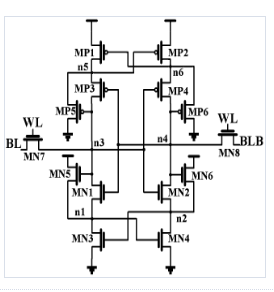 MP1 MP2
n5 n6
MP3 MP4
MP5 MP6
WL WL
BL n3 n4 BLB
MN7 MN8
MN5 MN6
MN1 MN2
n1 n2
MN3 MN4